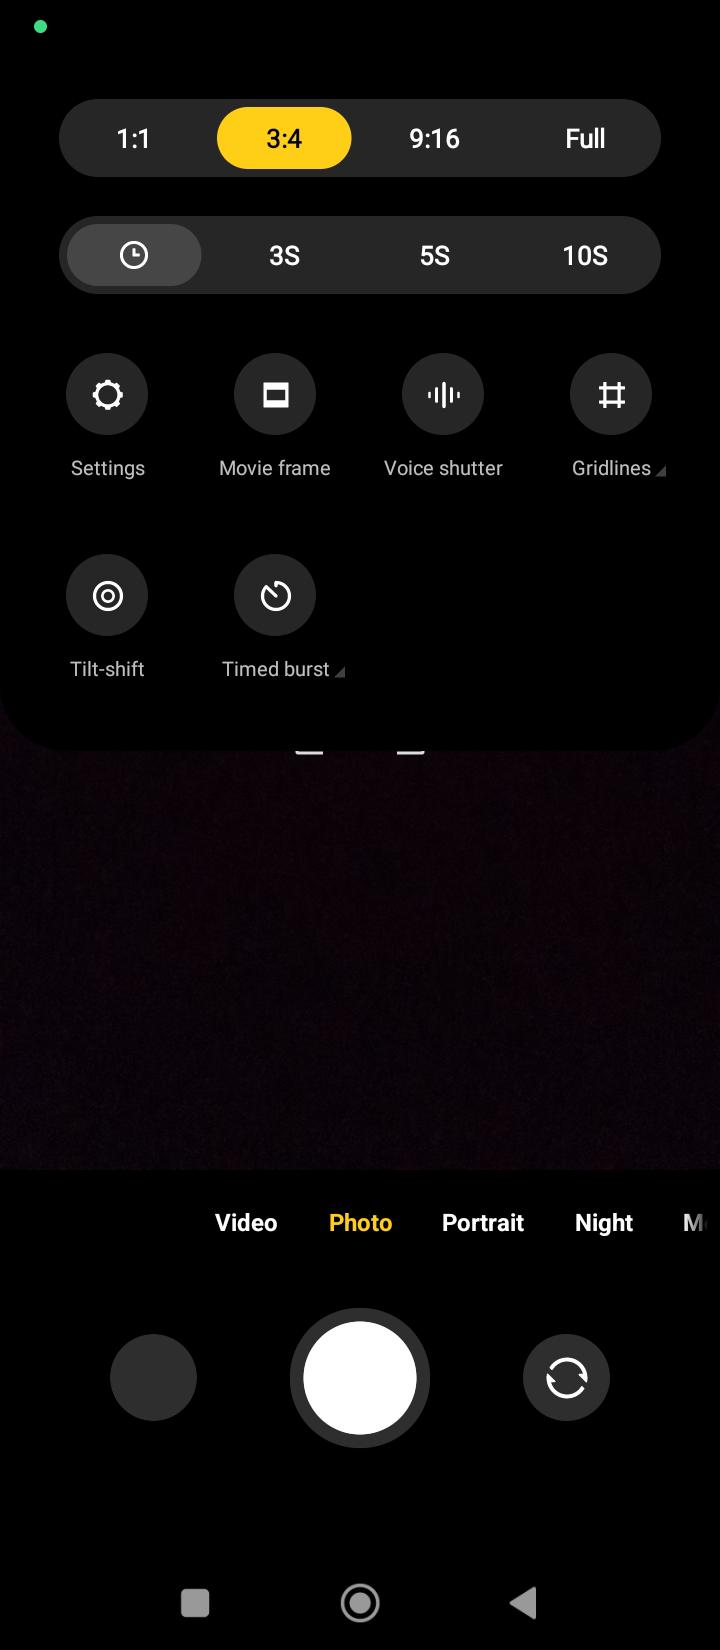 1:1 3:4 9:16 Full
3S 5S 10S
Settings Movie frame Voice shutter Gridlines
Tilt-shift Timed burst
Video Photo Portrait Night